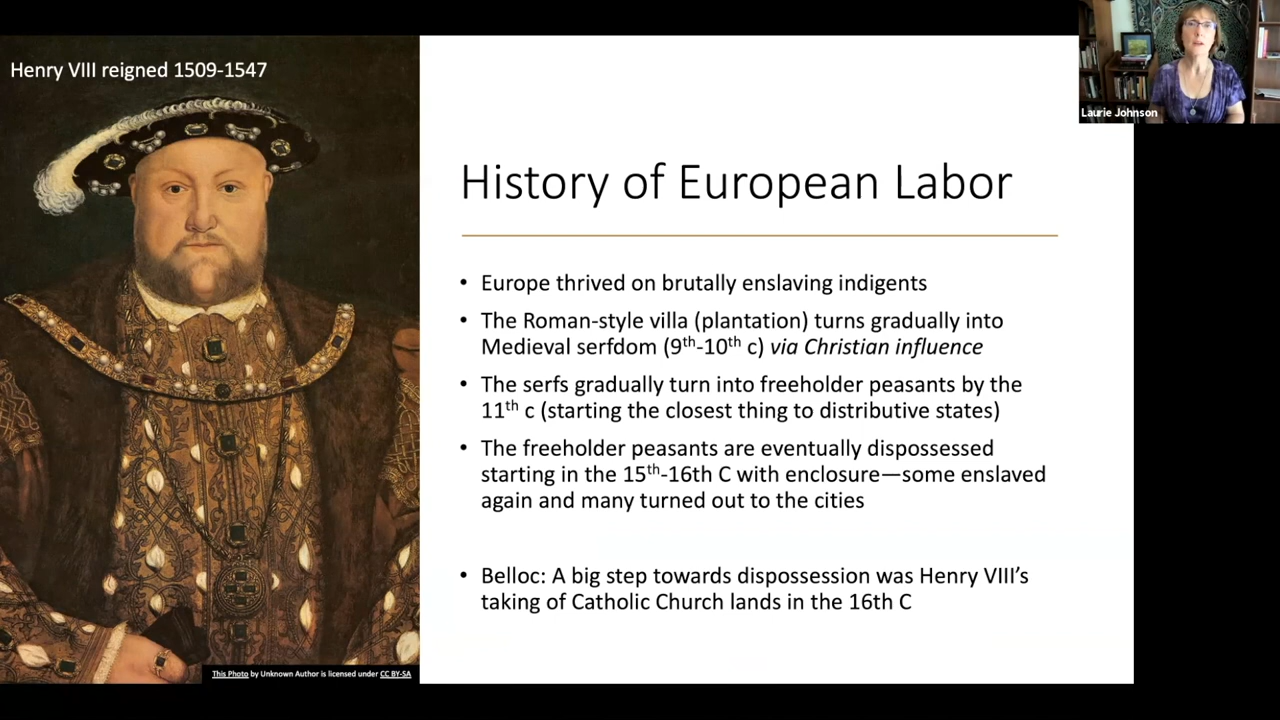 Henry VIII reigned 1509-1547
Laurie Johnson
History of European Labor
• Europe thrived on brutally enslaving indigents
• The Roman-style villa (plantation) turns gradually into
Medieval serfdom (9th-10th c) via Christian influence
• The serfs gradually turn into freeholder peasants by the
11th c (starting the closest thing to distributive states)
• The freeholder peasants are eventually dispossessed
starting in the 15th-16th C with enclosure—some enslaved
again and many turned out to the cities
• Belloc: A big step towards dispossession was Henry VIII’s
taking of Catholic Church lands in the 16th C
This Photo by Unknown Author is licensed under CC BY-SA